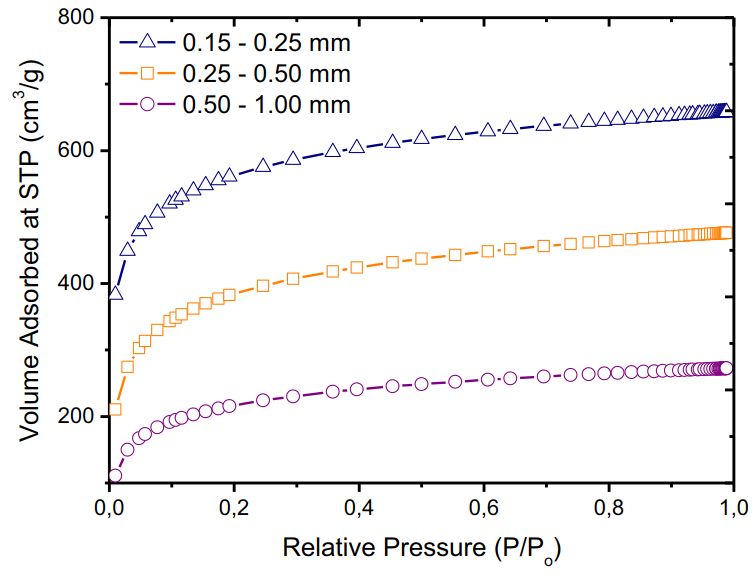 800
600
400
200
0.15 - 0.25 mm
0.25 - 0.50 mm
0.50 - 1.00 mm
Volume Adsorbed at STP (cm³/g)
0,0 0,2 0,4 0,6 0,8 1,0
Relative Pressure (P/Pₒ)